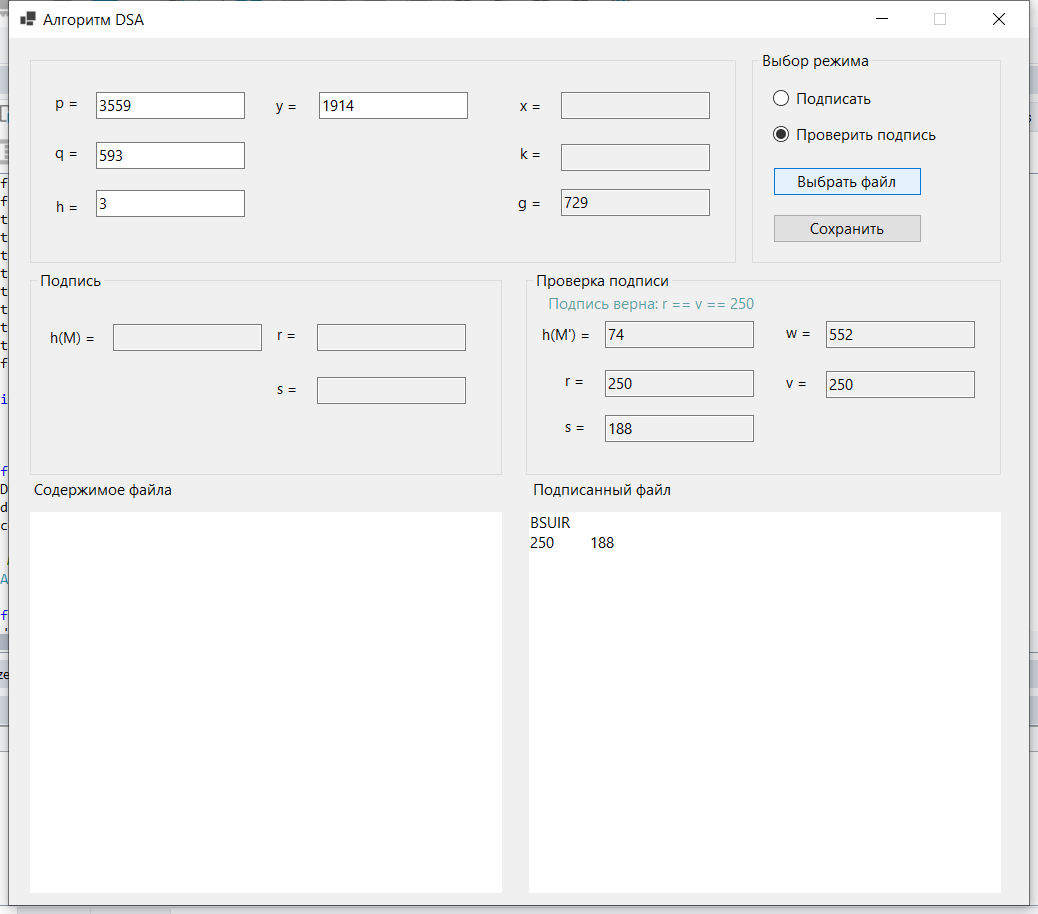 Алгоритм DSA
p = 3559
y = 1914
x =
q = 593
k =
h = 3
g = 729
Выбор режима
Подписать
Проверить подпись
Выбрать файл
Сохранить
Подпись
h(M) =
r =
s =
Проверка подписи
Подпись верна: r == v == 250
h(M') = 74
w = 552
r = 250
v = 250
s = 188
Содержимое файла
Подписанный файл
BSUIR
250 188